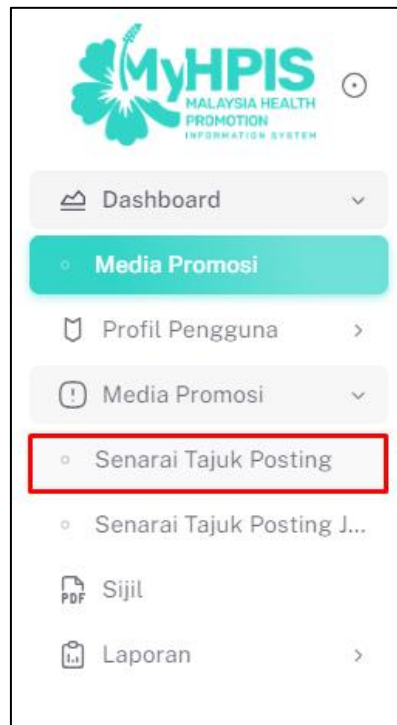 MyHPIS
MALAYSIA HEALTH
PROMOTION
INFORMATION SYSTEM
Dashboard
Media Promosi
Profil Pengguna
Media Promosi
Senarai Tajuk Posting
Senarai Tajuk Posting J...
PDF Sijil
Laporan